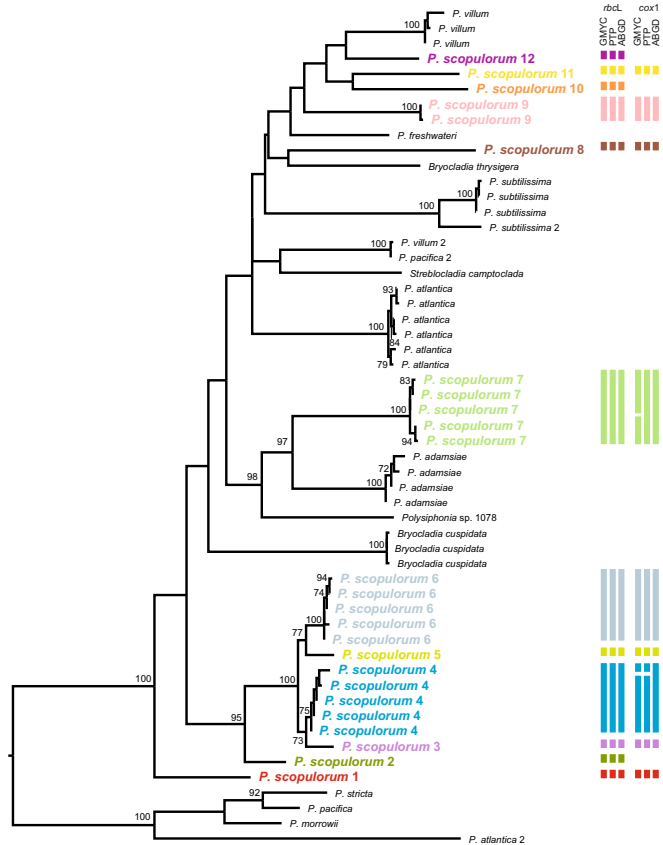 rbcL cox1
GMYC PTP ABGD GMYC PTP ABGD
P. villum
100 P. villum
P. villum
P. scopulorum 12
P. scopulorum 11
P. scopulorum 10
100 P. scopulorum 9
P. scopulorum 9
P. freshwateri
P. scopulorum 8
Bryocladia thrysigera
P. subtilissima
100 P. subtilissima
P. subtilissima
100 P. subtilissima 2
P. villum 2
100 P. pacifica 2
Streblocladia camptoclada
93 P. atlantica
P. atlantica
P. atlantica
100 P. atlantica
84 P. atlantica
79 P. atlantica
83 P. scopulorum 7
P. scopulorum 7
100 P. scopulorum 7
P. scopulorum 7
94 P. scopulorum 7
97
P. adamsiae
72 P. adamsiae
100 P. adamsiae
P. adamsiae
98
Polysiphonia sp. 1078
Bryocladia cuspidata
100 Bryocladia cuspidata
Bryocladia cuspidata
94 P. scopulorum 6
74 P. scopulorum 6
P. scopulorum 6
100 P. scopulorum 6
77 P. scopulorum 6
P. scopulorum 5
100 P. scopulorum 4
P. scopulorum 4
P. scopulorum 4
75 P. scopulorum 4
95 P. scopulorum 4
73 P. scopulorum 3
P. scopulorum 2
100 P. scopulorum 1
92 P. stricta
P. pacifica
100 P. morrowii
P. atlantica 2